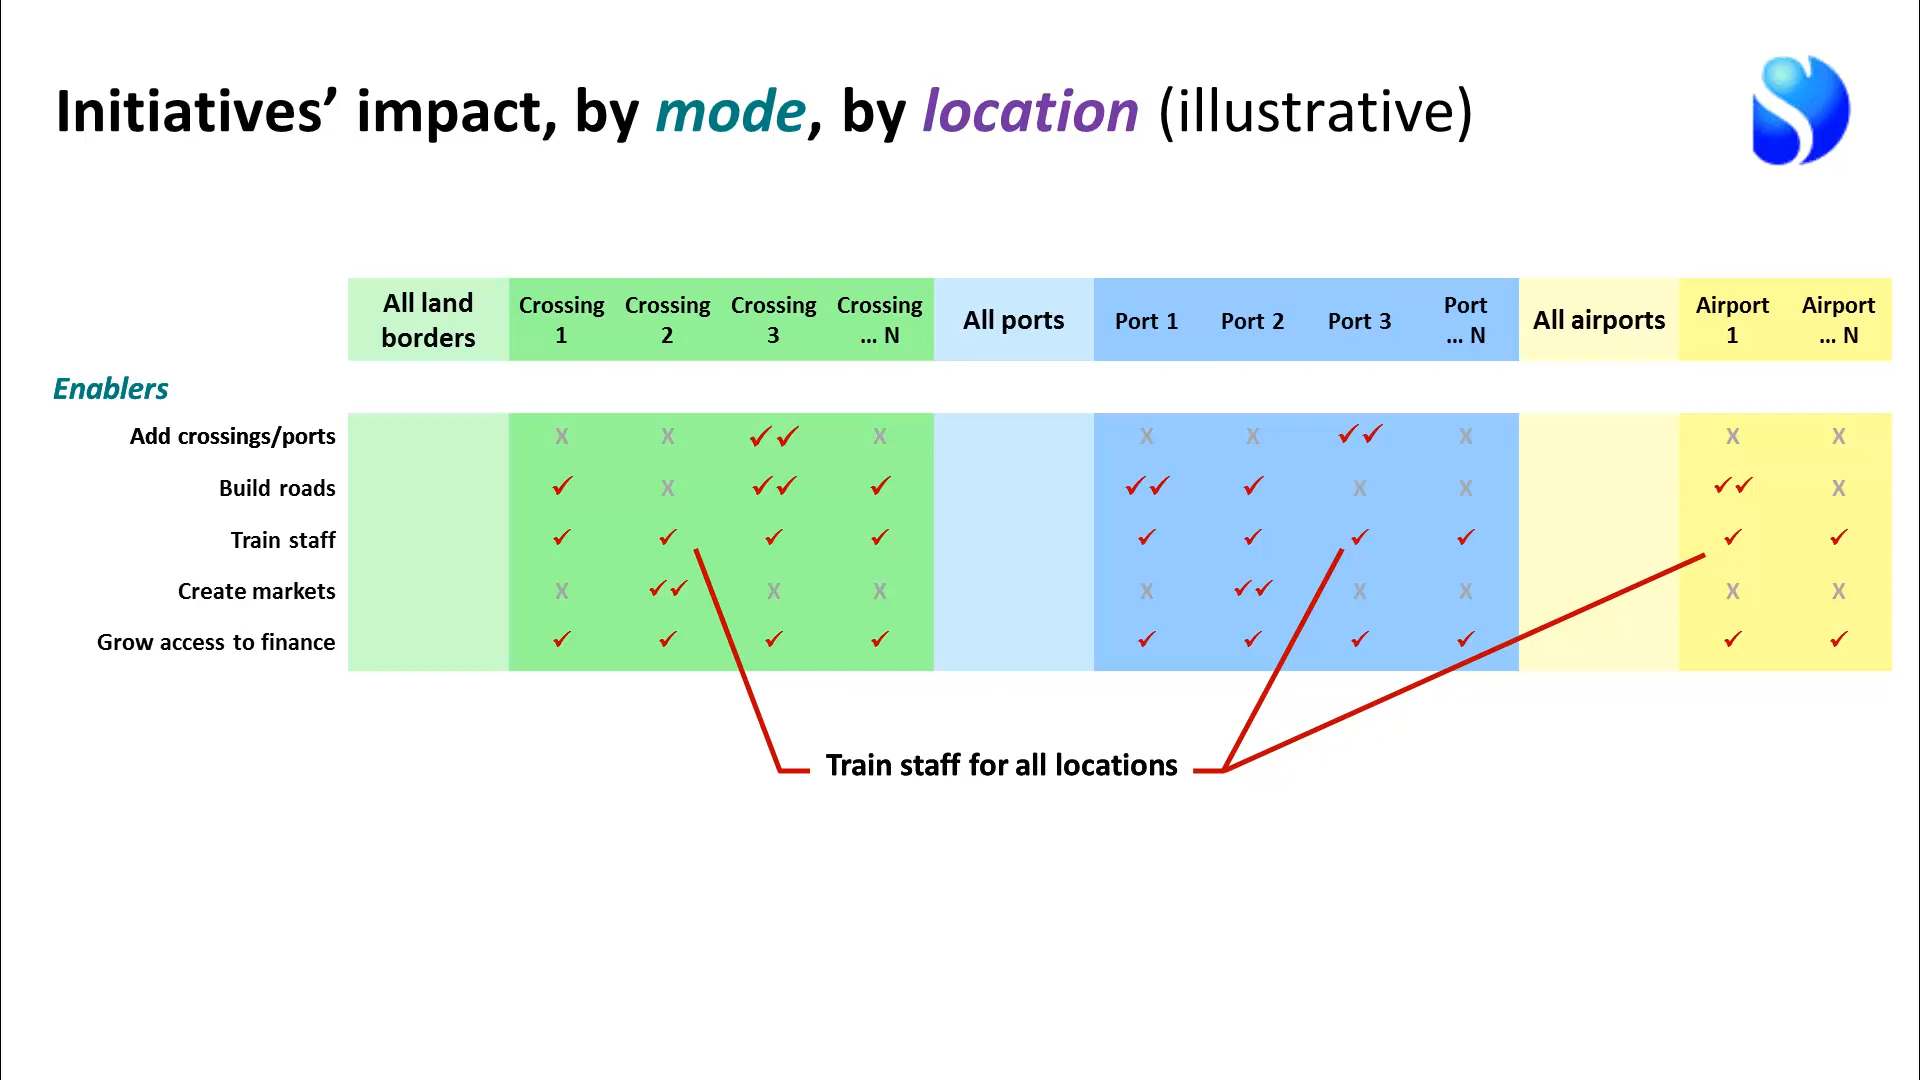 Initiatives’ impact, by mode, by location (illustrative)
All land borders Crossing 1 Crossing 2 Crossing 3 Crossing ... N All ports Port 1 Port 2 Port 3 Port ... N All airports Airport 1 Airport ... N
Enablers
Add crossings/ports X X ✓✓ X X X ✓✓ X X X
Build roads ✓ X ✓✓ ✓ ✓✓ ✓ X X ✓✓ X
Train staff ✓ ✓ ✓ ✓ ✓ ✓ ✓ ✓ ✓ ✓
Create markets X ✓✓ X X X ✓✓ X X X X
Grow access to finance ✓ ✓ ✓ ✓ ✓ ✓ ✓ ✓ ✓ ✓
Train staff for all locations